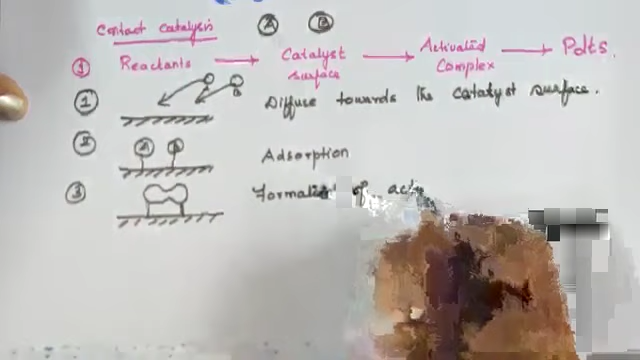 Contact catalysis Ⓐ Ⓑ
① Reactants → Catalyst surface → Activated Complex → Pdts.
① Diffuse towards the catalyst surface.
A B
② Adsorption
A B
③ Formation of